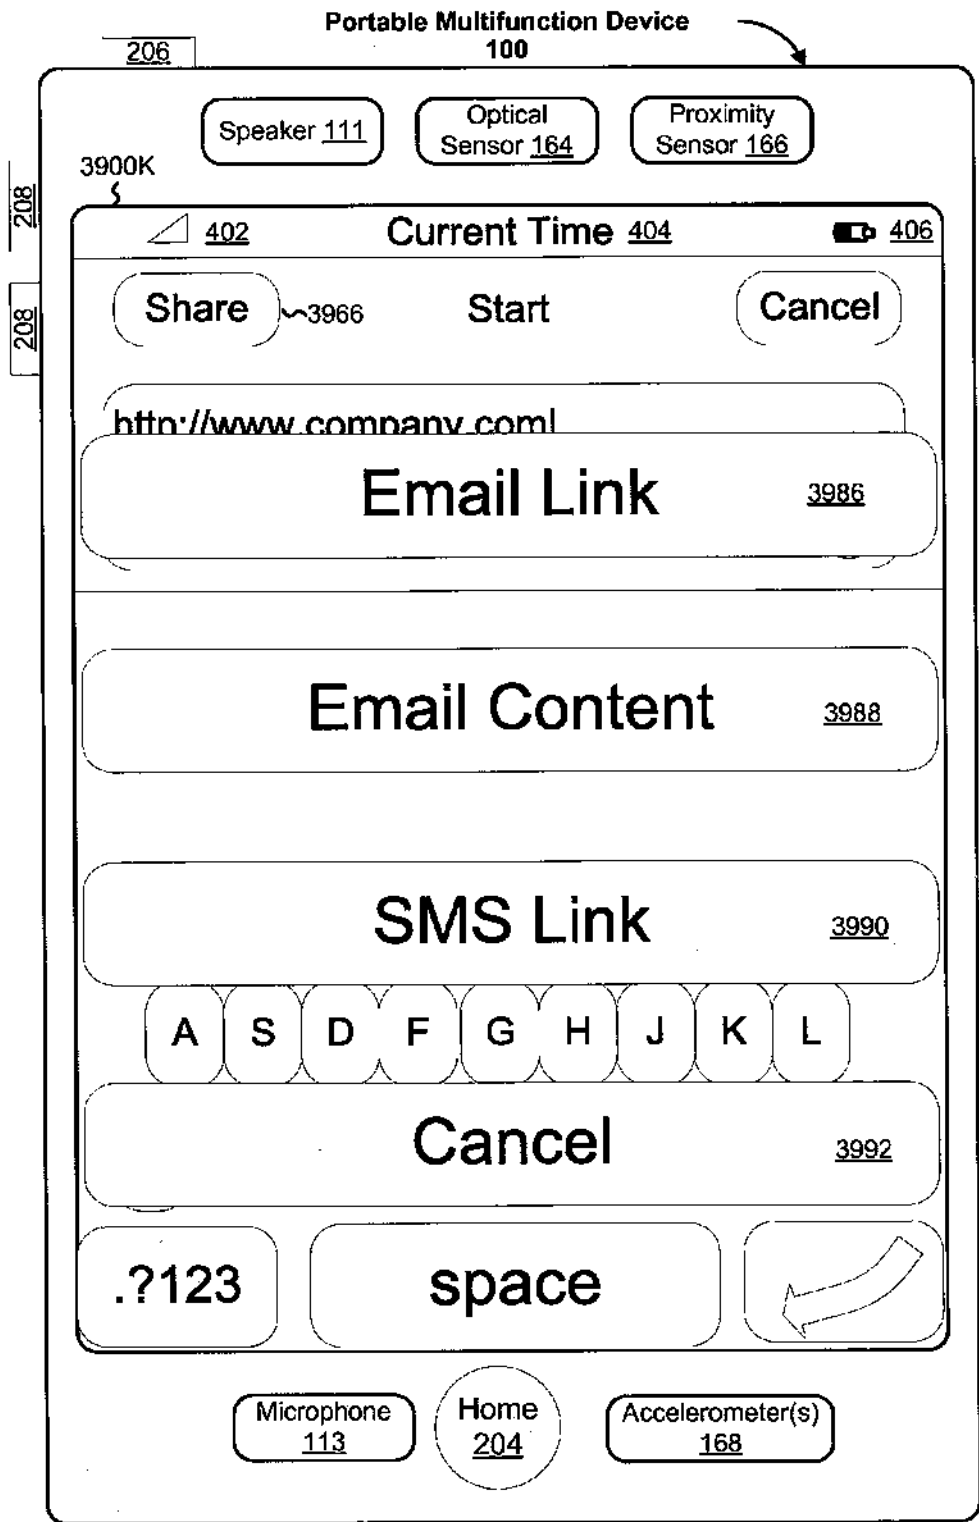 Portable Multifunction Device
100
206
Speaker 111
Optical
Sensor 164
Proximity
Sensor 166
3900K
208
402
Current Time 404
406
Share
3966
Start
Cancel
208
http://www.company.com
Email Link
3986
Email Content
3988
SMS Link
3990
A S D F G H J K L
Cancel
3992
.?123
space
Microphone
113
Home
204
Accelerometer(s)
168